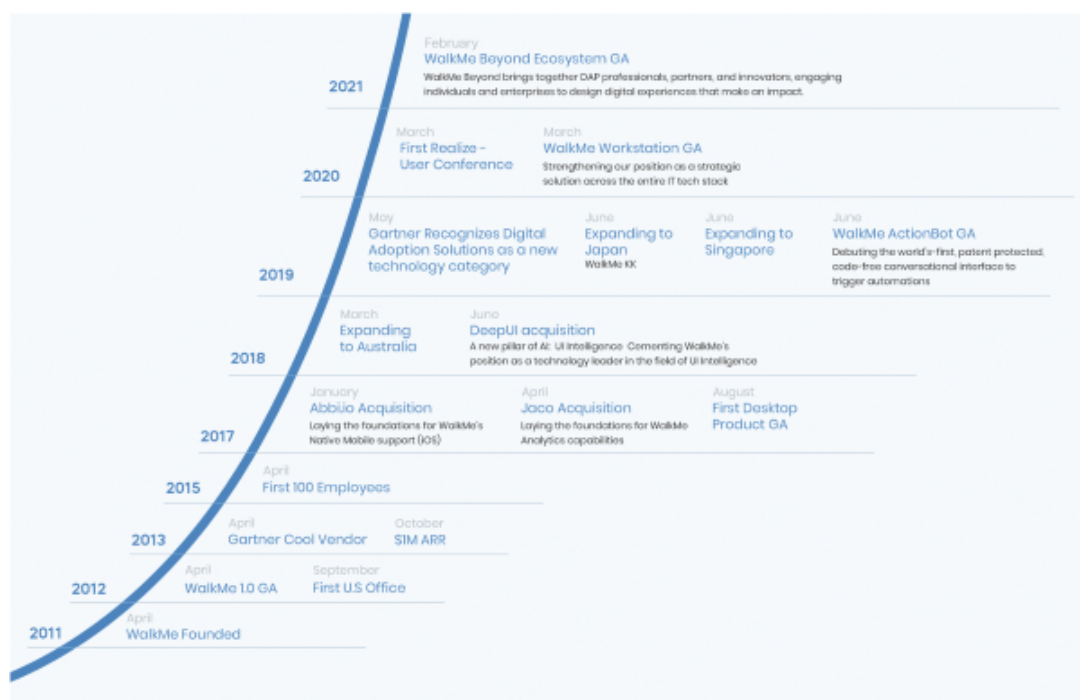 February
WalkMe Beyond Ecosystem GA
WalkMe Beyond brings together DAP professionals, partners, and innovators, engaging
individuals and enterprises to design digital experiences that make an impact.
2021
March
First Realize -
User Conference
March
WalkMe Workstation GA
Strengthening our position as a strategic
solution across the entire IT tech stack
2020
May
Gartner Recognizes Digital
Adoption Solutions as a new
technology category
June
Expanding to
Japan
WalkMe KK
June
Expanding to
Singapore
June
WalkMe ActionBot GA
Debuting the world's-first, patent protected,
code-free conversational interface to
trigger automations
2019
March
Expanding
to Australia
June
DeepUI acquisition
A new pillar of AI: UI Intelligence Cementing WalkMe's
position as a technology leader in the field of UI Intelligence
2018
January
Abbiio Acquisition
Laying the foundations for WalkMe's
Native Mobile support (iOS)
April
Jaco Acquisition
Laying the foundations for WalkMe
Analytics capabilities
August
First Desktop
Product GA
2017
April
First 100 Employees
2015
April
Gartner Cool Vendor
October
$1M ARR
2013
April
WalkMe 1.0 GA
September
First U.S Office
2012
April
WalkMe Founded
2011